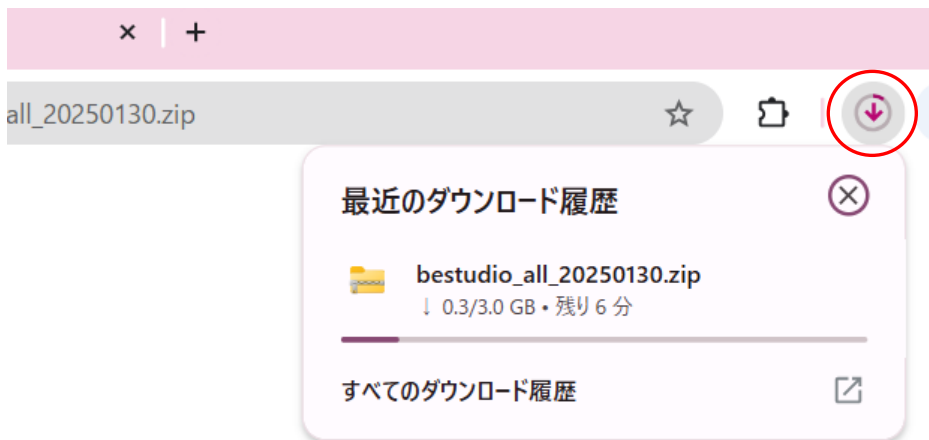 all_20250130.zip
最近のダウンロード履歴
bestudio_all_20250130.zip
↓ 0.3/3.0 GB • 残り 6 分
すべてのダウンロード履歴